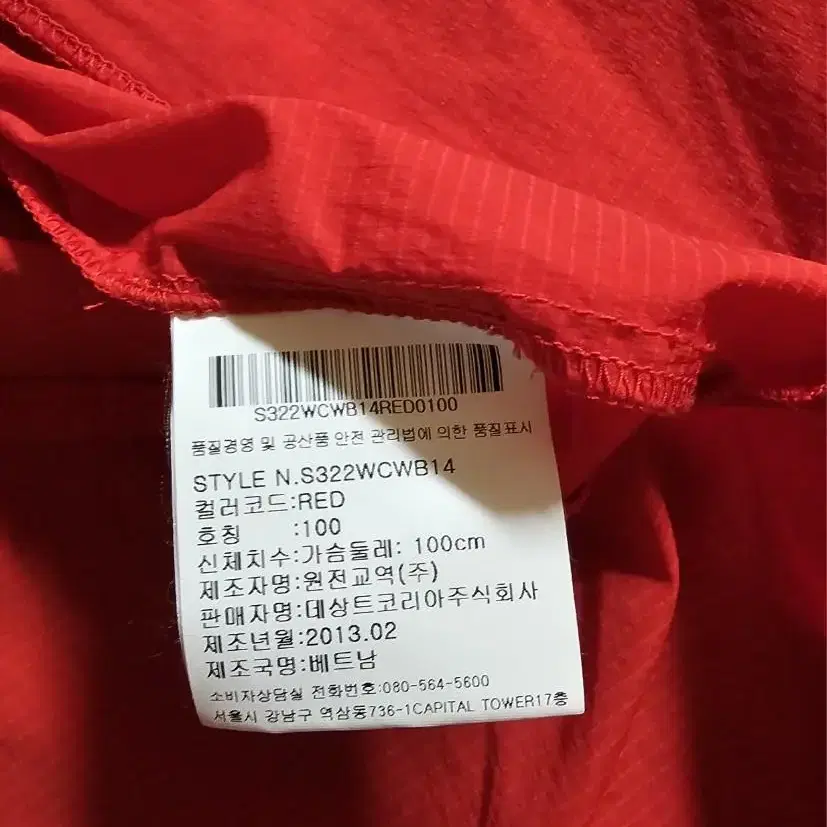 S322WCWB14RED0100
품질경영 및 공산품 안전 관리법에 의한 품질표시
STYLE N.S322WCWB14
컬러코드:RED
호칭 :100
신체치수:가슴둘레: 100cm
제조자명:원전교역(주)
판매자명:데상트코리아주식회사
제조년월:2013.02
제조국명:베트남
소비자상담실 전화번호:080-564-5600
서울시 강남구 역삼동736-1CAPITAL TOWER17층